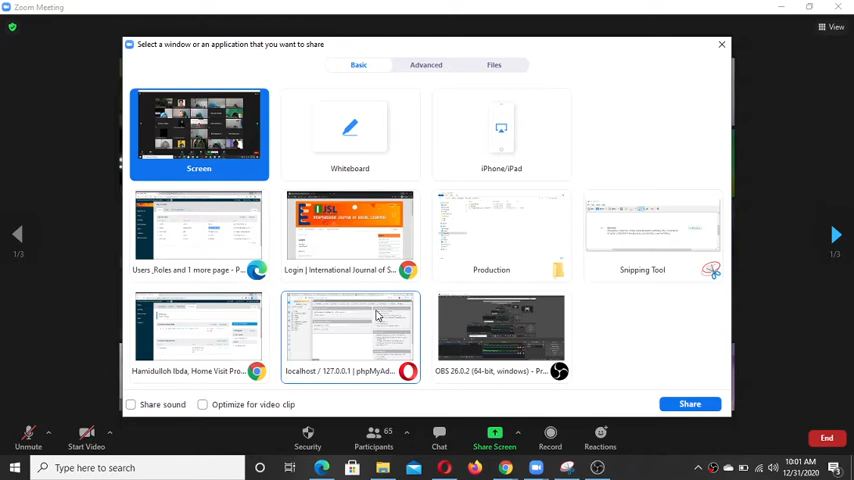 Zoom Meeting
View
Select a window or an application that you want to share
Basic
Advanced
Files
Screen
Whiteboard
iPhone/iPad
IJSL
Users ,Roles and 1 more page - P...
Login | International Journal of S...
Production
Snipping Tool
1/3
1/3
Hamidulloh Ibda, Home Visit Pro...
localhost / 127.0.0.1 | phpMyAd...
OBS 26.0.2 (64-bit, windows) - Pr...
Share sound
Optimize for video clip
Share
65
Unmute
Start Video
Security
Participants
Chat
Share Screen
Record
Reactions
End
Type here to search
10:01 AM
12/31/2020
3